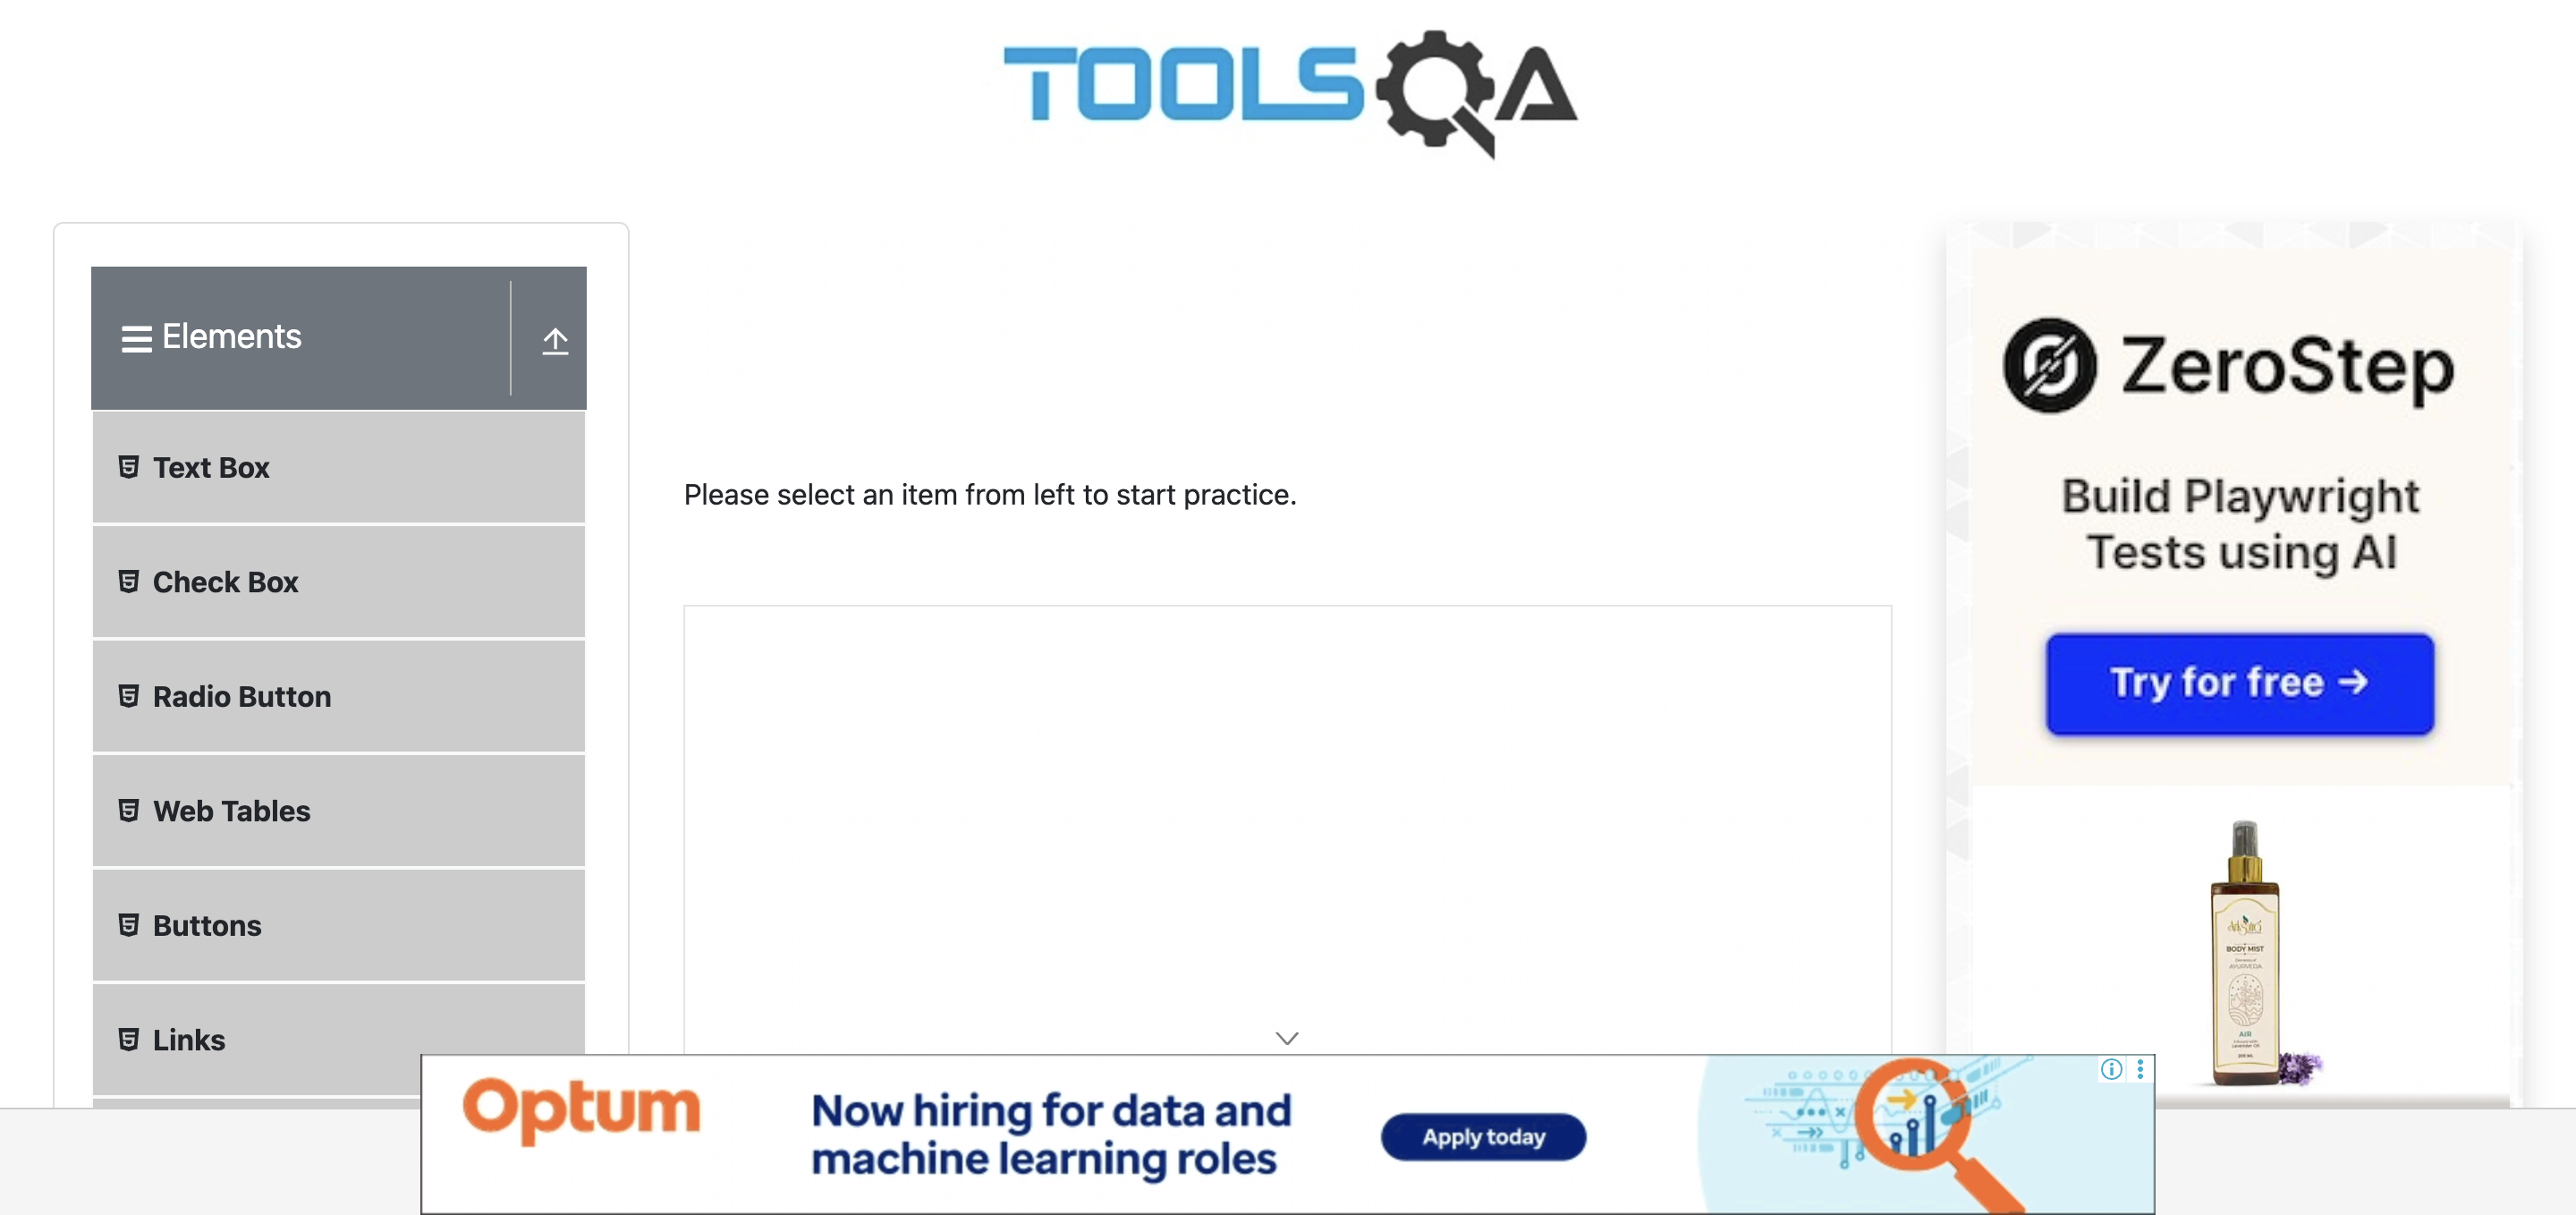 TOOLSQA
Elements
Text Box
Check Box
Radio Button
Web Tables
Buttons
Links
Please select an item from left to start practice.
ZeroStep
Build Playwright
Tests using AI
Try for free →
BODY MIST
AYURVEDA
AIR
Optum
Now hiring for data and
machine learning roles
Apply today